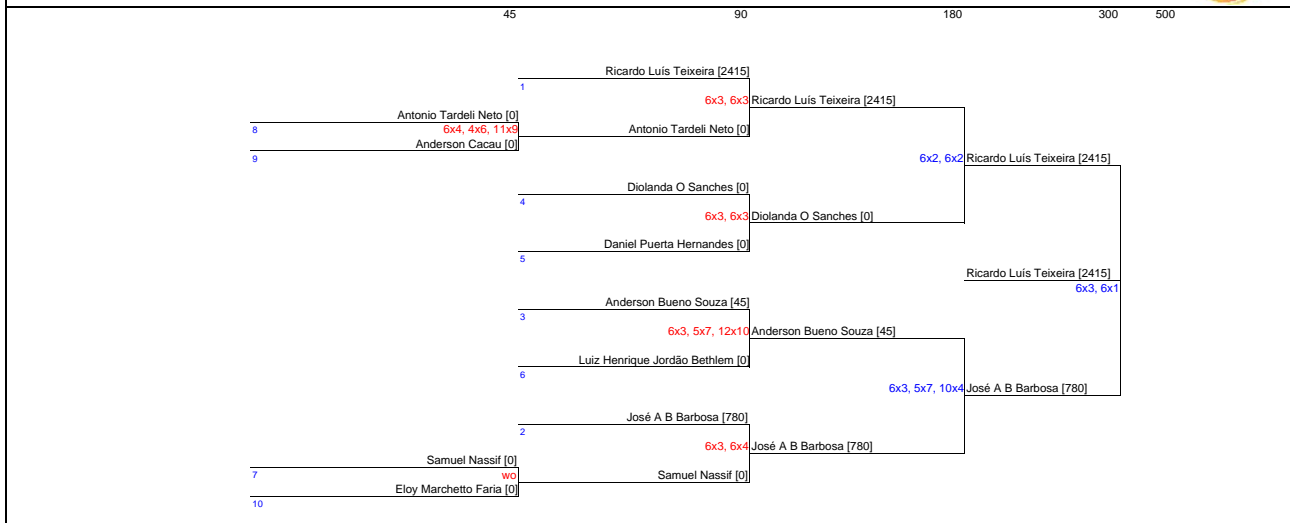 45 90 180 300 500
Ricardo Luís Teixeira [2415]
1
6x3, 6x3 Ricardo Luís Teixeira [2415]
Antonio Tardeli Neto [0]
8 6x4, 4x6, 11x9 Antonio Tardeli Neto [0]
Anderson Cacau [0]
9
6x2, 6x2 Ricardo Luís Teixeira [2415]
Diolanda O Sanches [0]
4
6x3, 6x3 Diolanda O Sanches [0]
Daniel Puerta Hernandes [0]
5
Ricardo Luís Teixeira [2415]
6x3, 6x1
Anderson Bueno Souza [45]
3
6x3, 5x7, 12x10 Anderson Bueno Souza [45]
Luiz Henrique Jordão Bethlem [0]
6
6x3, 5x7, 10x4 José A B Barbosa [780]
José A B Barbosa [780]
2
6x3, 6x4 José A B Barbosa [780]
Samuel Nassif [0]
7 wo Samuel Nassif [0]
Eloy Marchetto Faria [0]
10